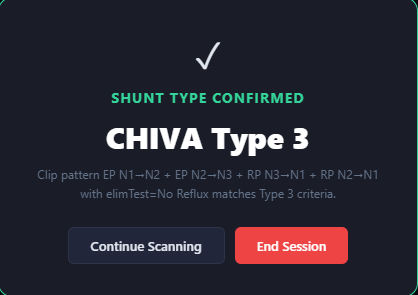 ✓
SHUNT TYPE CONFIRMED
CHIVA Type 3
Clip pattern EP N1→N2 + EP N2→N3 + RP N3→N1 + RP N2→N1
with elimTest=No Reflux matches Type 3 criteria.
Continue Scanning
End Session